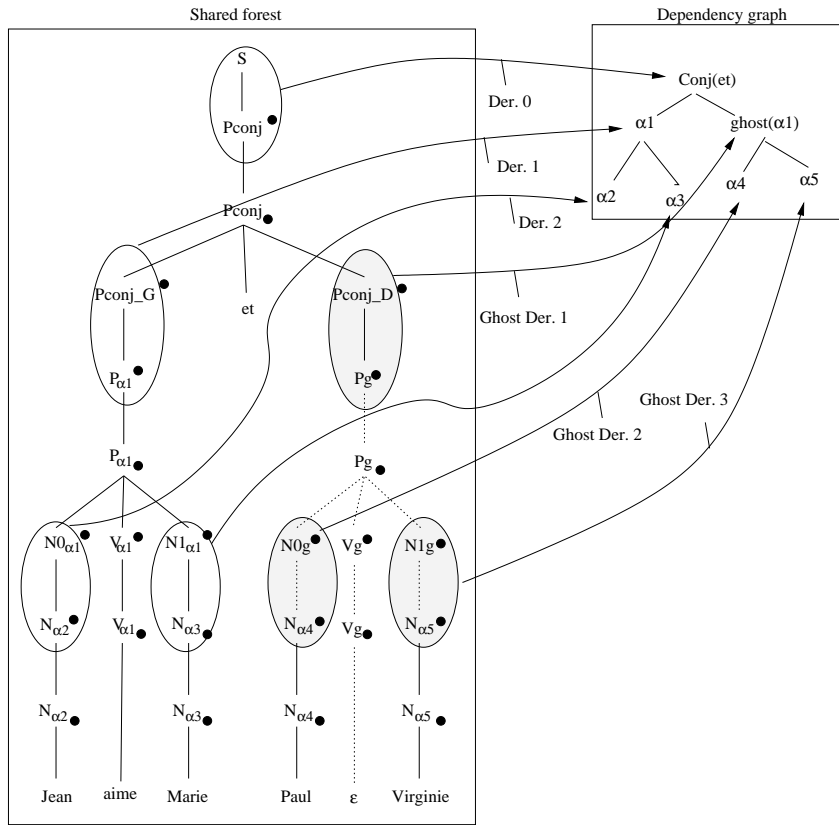 Shared forest
Dependency graph
S
Pconj
Der. 0
Conj(et)
α1
ghost(α1)
Der. 1
α2
α3
α4
α5
Pconj
Der. 2
Pconj_G
et
Pconj_D
Ghost Der. 1
Pα1
Pg
Ghost Der. 3
Ghost Der. 2
Pα1
Pg
N0α1
Vα1
N1α1
N0g
Vg
N1g
Nα2
Vα1
Nα3
Nα4
Vg
Nα5
Nα2
Nα3
Nα4
Nα5
Jean
aime
Marie
Paul
ε
Virginie